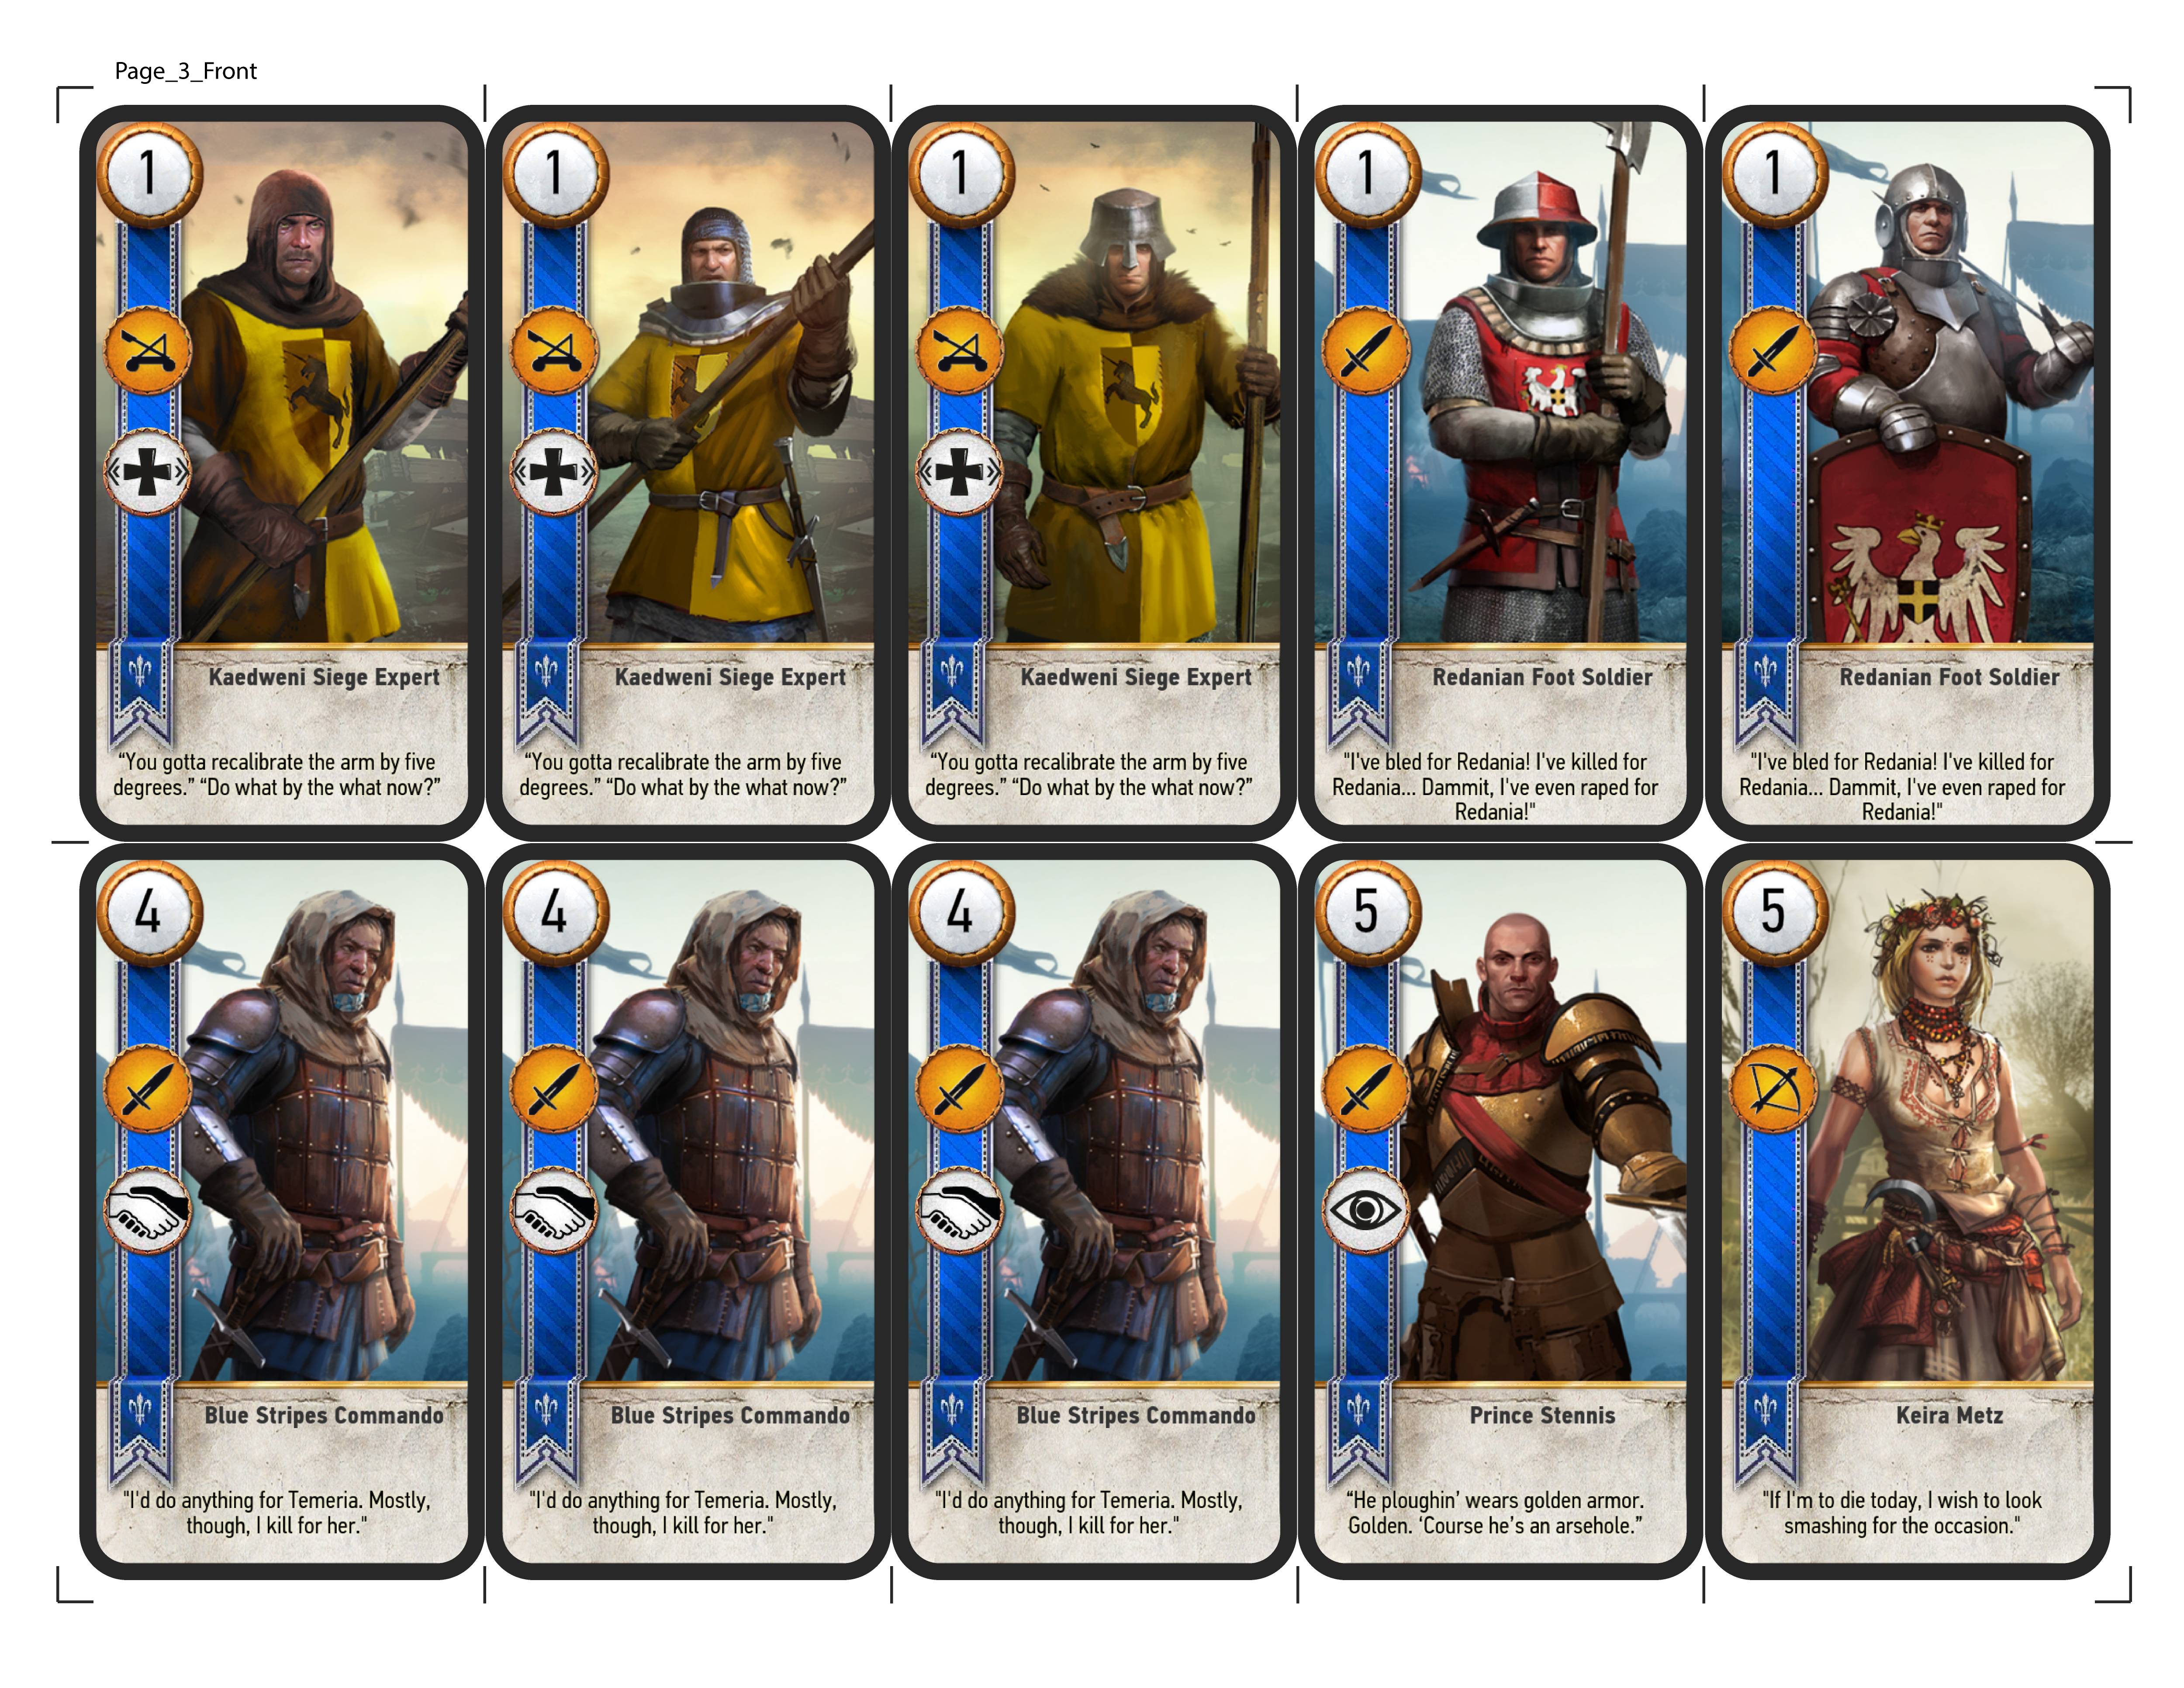 Page_3_Front
1
1
1
1
1
Kaedweni Siege Expert
“You gotta recalibrate the arm by five
degrees.” “Do what by the what now?”
Kaedweni Siege Expert
“You gotta recalibrate the arm by five
degrees.” “Do what by the what now?”
Kaedweni Siege Expert
“You gotta recalibrate the arm by five
degrees.” “Do what by the what now?”
Redanian Foot Soldier
"I've bled for Redania! I've killed for
Redania... Dammit, I've even raped for
Redania!"
Redanian Foot Soldier
"I've bled for Redania! I've killed for
Redania... Dammit, I've even raped for
Redania!"
4
4
4
5
5
Blue Stripes Commando
"I'd do anything for Temeria. Mostly,
though, I kill for her."
Blue Stripes Commando
"I'd do anything for Temeria. Mostly,
though, I kill for her."
Blue Stripes Commando
"I'd do anything for Temeria. Mostly,
though, I kill for her."
Prince Stennis
“He ploughin’ wears golden armor.
Golden. ‘Course he’s an arsehole.”
Keira Metz
"If I'm to die today, I wish to look
smashing for the occasion."